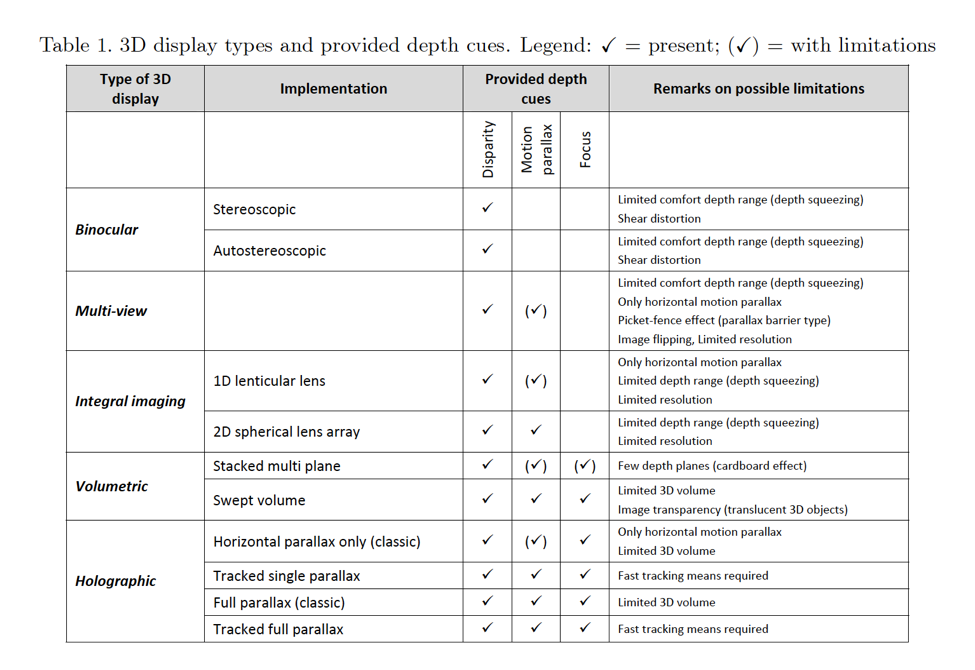 Table 1. 3D display types and provided depth cues. Legend: ✓ = present; (✓) = with limitations
Type of 3D display Implementation Provided depth cues Remarks on possible limitations
Disparity Motion parallax Focus
Binocular
Stereoscopic ✓ Limited comfort depth range (depth squeezing)
Shear distortion
Autostereoscopic ✓ Limited comfort depth range (depth squeezing)
Shear distortion
Multi-view ✓ (✓) Limited comfort depth range (depth squeezing)
Only horizontal motion parallax
Picket-fence effect (parallax barrier type)
Image flipping, Limited resolution
Integral imaging
1D lenticular lens ✓ (✓) Only horizontal motion parallax
Limited depth range (depth squeezing)
Limited resolution
2D spherical lens array ✓ ✓ Limited depth range (depth squeezing)
Limited resolution
Volumetric
Stacked multi plane ✓ (✓) (✓) Few depth planes (cardboard effect)
Swept volume ✓ ✓ ✓ Limited 3D volume
Image transparency (translucent 3D objects)
Holographic
Horizontal parallax only (classic) ✓ (✓) ✓ Only horizontal motion parallax
Limited 3D volume
Tracked single parallax ✓ ✓ ✓ Fast tracking means required
Full parallax (classic) ✓ ✓ ✓ Limited 3D volume
Tracked full parallax ✓ ✓ ✓ Fast tracking means required